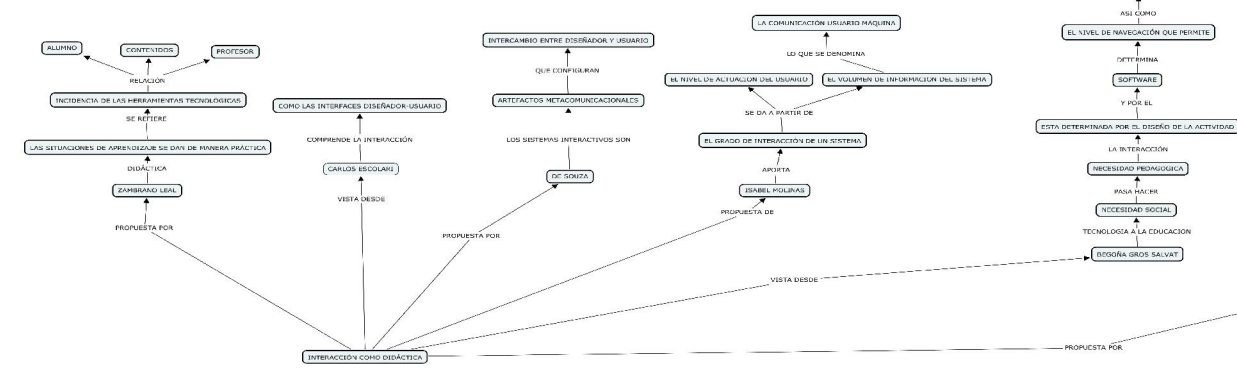 ASI COMO
LA COMUNICACIÓN USUARIO MÁQUINA
EL NIVEL DE NAVEGACIÓN QUE PERMITE
INTERCAMBIO ENTRE DISEÑADOR Y USUARIO
ALUMNO
CONTENIDOS
PROFESOR
LO QUE SE DENOMINA
DETERMINA
QUE CONFIGURAN
RELACIÓN
EL NIVEL DE ACTUACION DEL USUARIO
EL VOLUMEN DE INFORMACION DEL SISTEMA
SOFTWARE
INCIDENCIA DE LAS HERRAMIENTAS TECNOLOGICAS
COMO LAS INTERFACES DISEÑADOR-USUARIO
ARTEFACTOS METACOMUNICACIONALES
SE DA A PARTIR DE
Y POR EL
SE REFIERE
ESTA DETERMINADA POR EL DISEÑO DE LA ACTIVIDAD
COMPRENDE LA INTERACCIÓN
LOS SISTEMAS INTERACTIVOS SON
EL GRADO DE INTERACCIÓN DE UN SISTEMA
LAS SITUACIONES DE APRENDIZAJE SE DAN DE MANERA PRÁCTICA
LA INTERACCIÓN
DIDÁCTICA
CARLOS ESCOLARI
APORTA
NECESIDAD PEDAGOGICA
ZAMBRANO LEAL
DE SOUZA
ISABEL MOLINAS
PASA HACER
VISTA DESDE
NECESIDAD SOCIAL
PROPUESTA DE
PROPUESTA POR
PROPUESTA POR
TECNOLOGIA A LA EDUCACION
BEGOÑA GROS SALVAT
VISTA DESDE
PROPUESTA POR
INTERACCIÓN COMO DIDÁCTICA